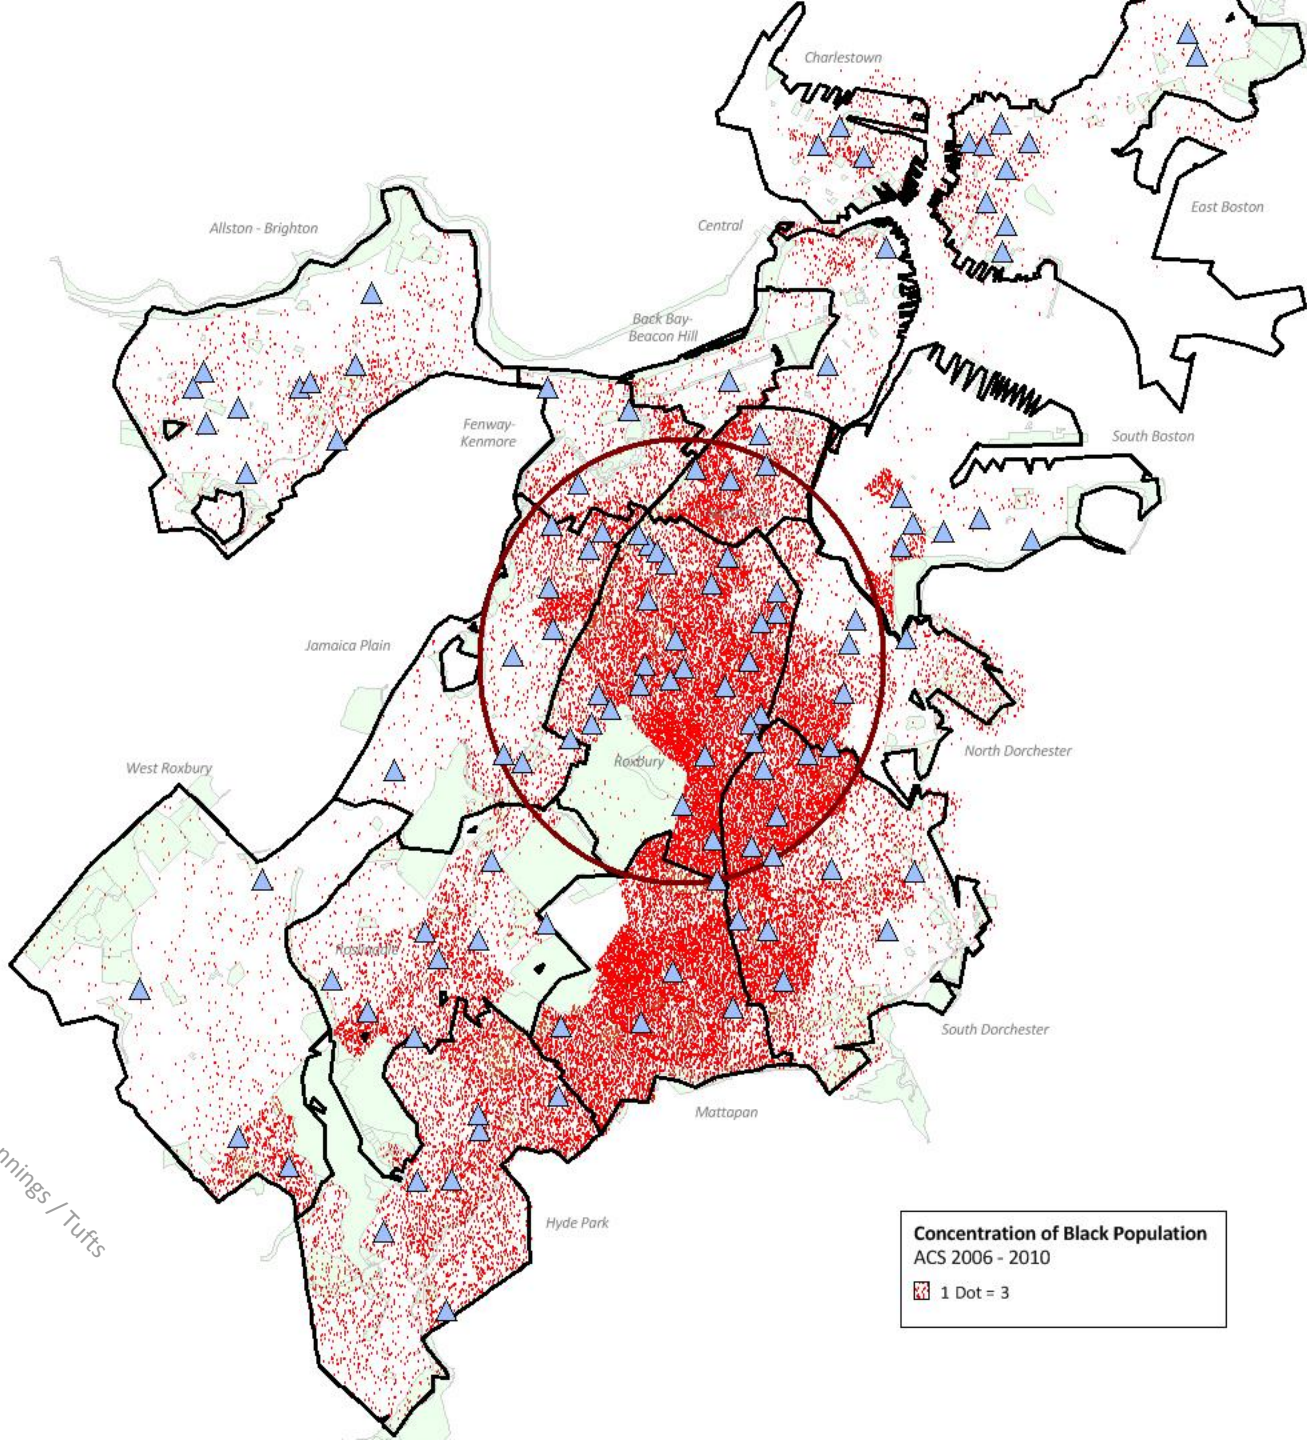 Charlestown
East Boston
Central
Allston - Brighton
Back Bay-
Beacon Hill
Fenway-
Kenmore
South Boston
Jamaica Plain
North Dorchester
Roxbury
West Roxbury
Roslindale
South Dorchester
Mattapan
nnings / Tufts
Hyde Park
Concentration of Black Population
ACS 2006 - 2010
1 Dot = 3